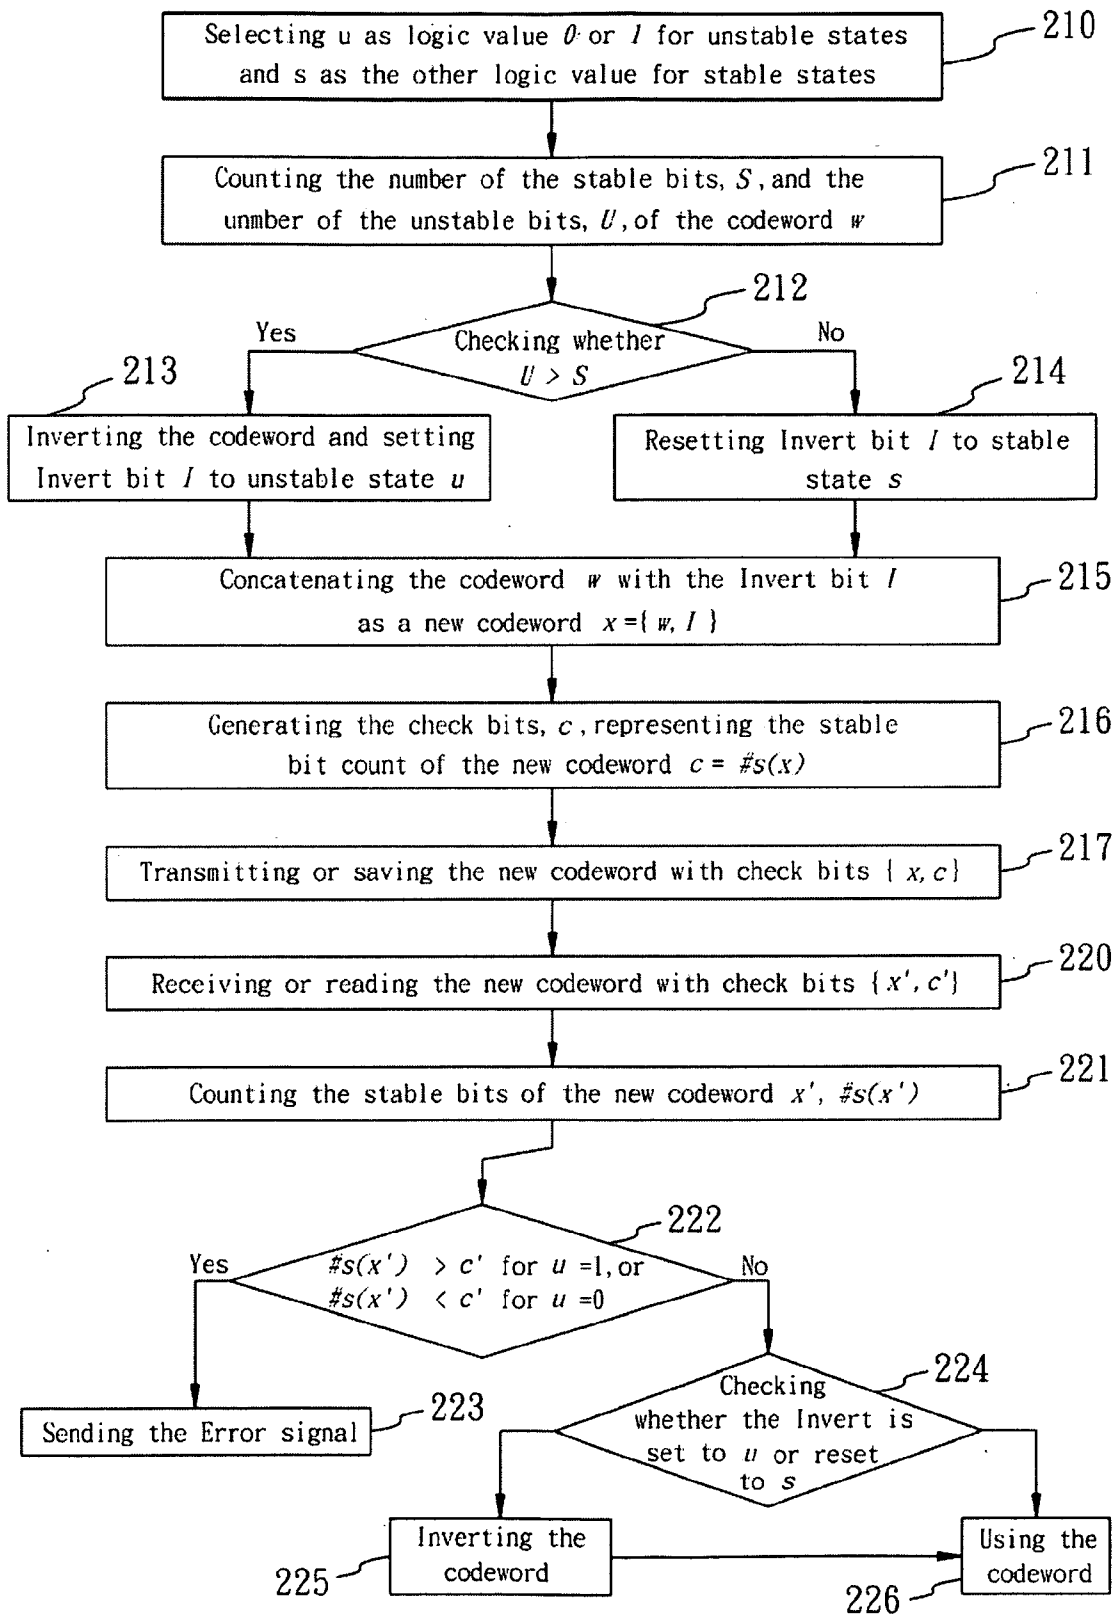 Selecting u as logic value 0 or 1 for unstable states
and s as the other logic value for stable states
210
Counting the number of the stable bits, S, and the
unmber of the unstable bits, U, of the codeword w
211
212
Yes
Checking whether
U > S
No
213
Inverting the codeword and setting
Invert bit I to unstable state u
214
Resetting Invert bit I to stable
state s
Concatenating the codeword w with the Invert bit I
as a new codeword x ={ w, I }
215
Generating the check bits, c, representing the stable
bit count of the new codeword c = #s(x)
216
Transmitting or saving the new codeword with check bits { x, c}
217
Receiving or reading the new codeword with check bits {x', c'}
220
Counting the stable bits of the new codeword x', #s(x')
221
222
Yes
#s(x') > c' for u =1, or
#s(x') < c' for u =0
No
Sending the Error signal
223
224
Checking
whether the Invert is
set to u or reset
to s
Inverting the
codeword
225
Using the
codeword
226